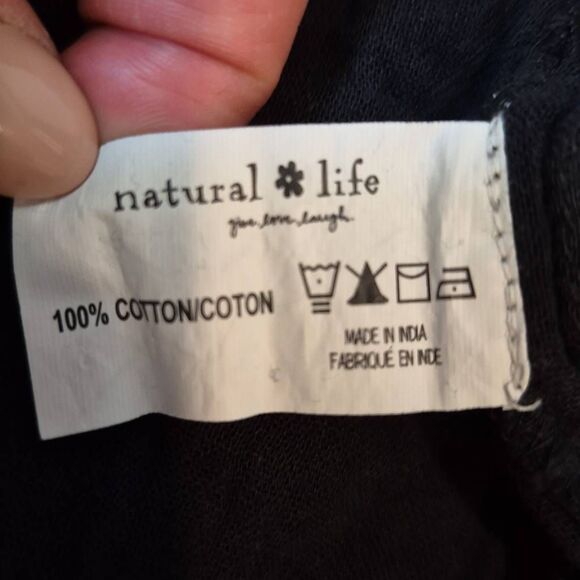 natural life
give.love.laugh.
100% COTTON/COTON
MADE IN INDIA
FABRIQUÉ EN INDE